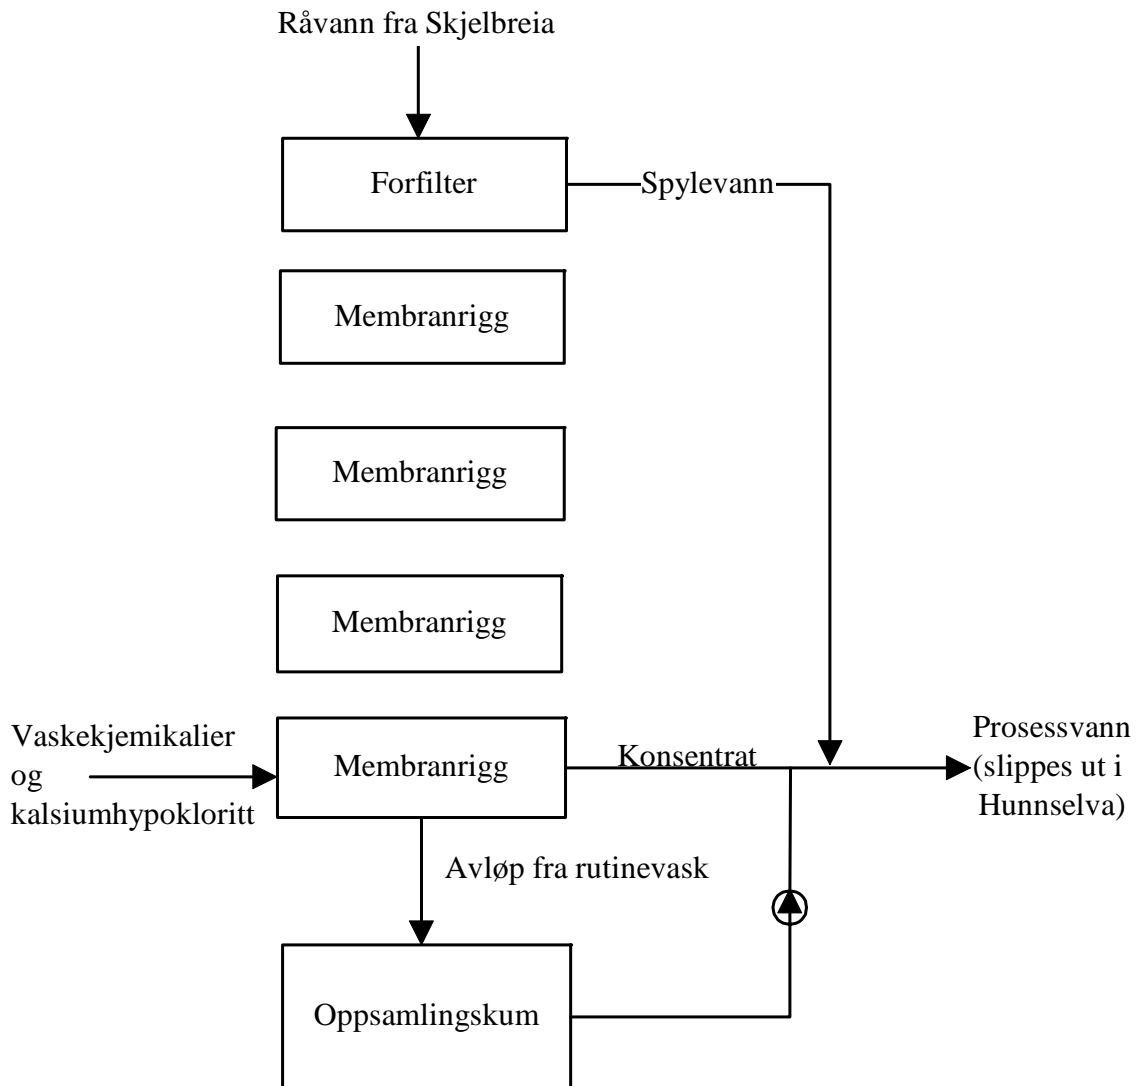 Råvann fra Skjelbreia
Forfilter
Spylevann
Membranrigg
Membranrigg
Membranrigg
Vaskekjemikalier
og
kalsiumhypokloritt
Membranrigg
Konsentrat
Prosessvann
(slippes ut i
Hunnselva)
Avløp fra rutinevask
Oppsamlingskum